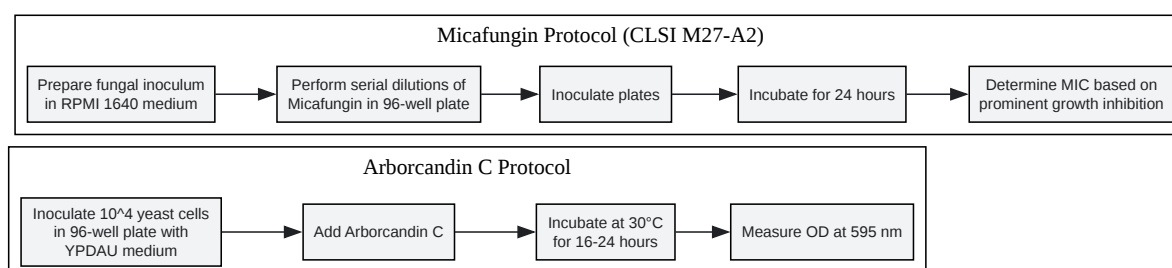 Micafungin Protocol (CLSI M27-A2)
Prepare fungal inoculum
in RPMI 1640 medium
Perform serial dilutions of
Micafungin in 96-well plate
Inoculate plates
Incubate for 24 hours
Determine MIC based on
prominent growth inhibition
Arborcandin C Protocol
Inoculate 10^4 yeast cells
in 96-well plate with
YPDAU medium
Add Arborcandin C
Incubate at 30°C
for 16-24 hours
Measure OD at 595 nm